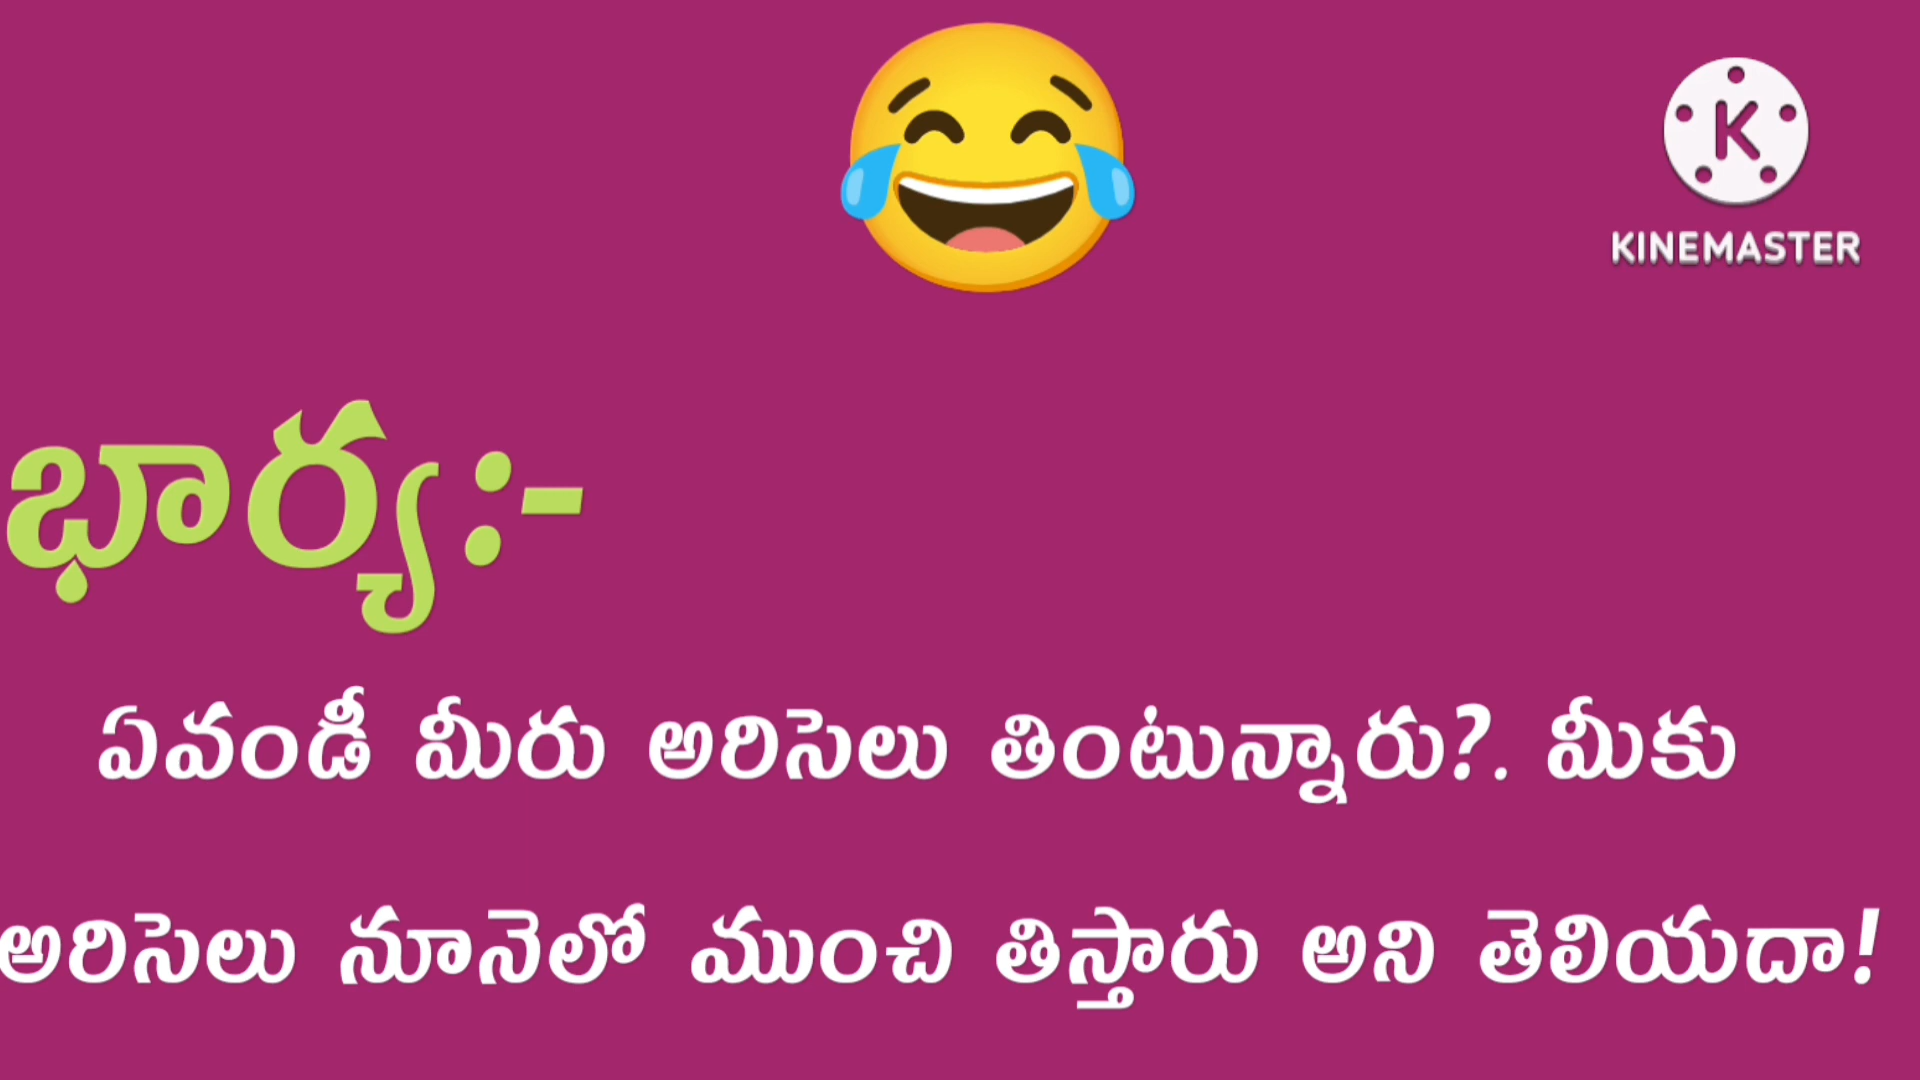 KINEMASTER
భార్య:-
ఏవండీ మీరు అరిసెలు తింటున్నారు?. మీకు
అరిసెలు నూనెలో ముంచి తిస్తారు అని తెలియదా!